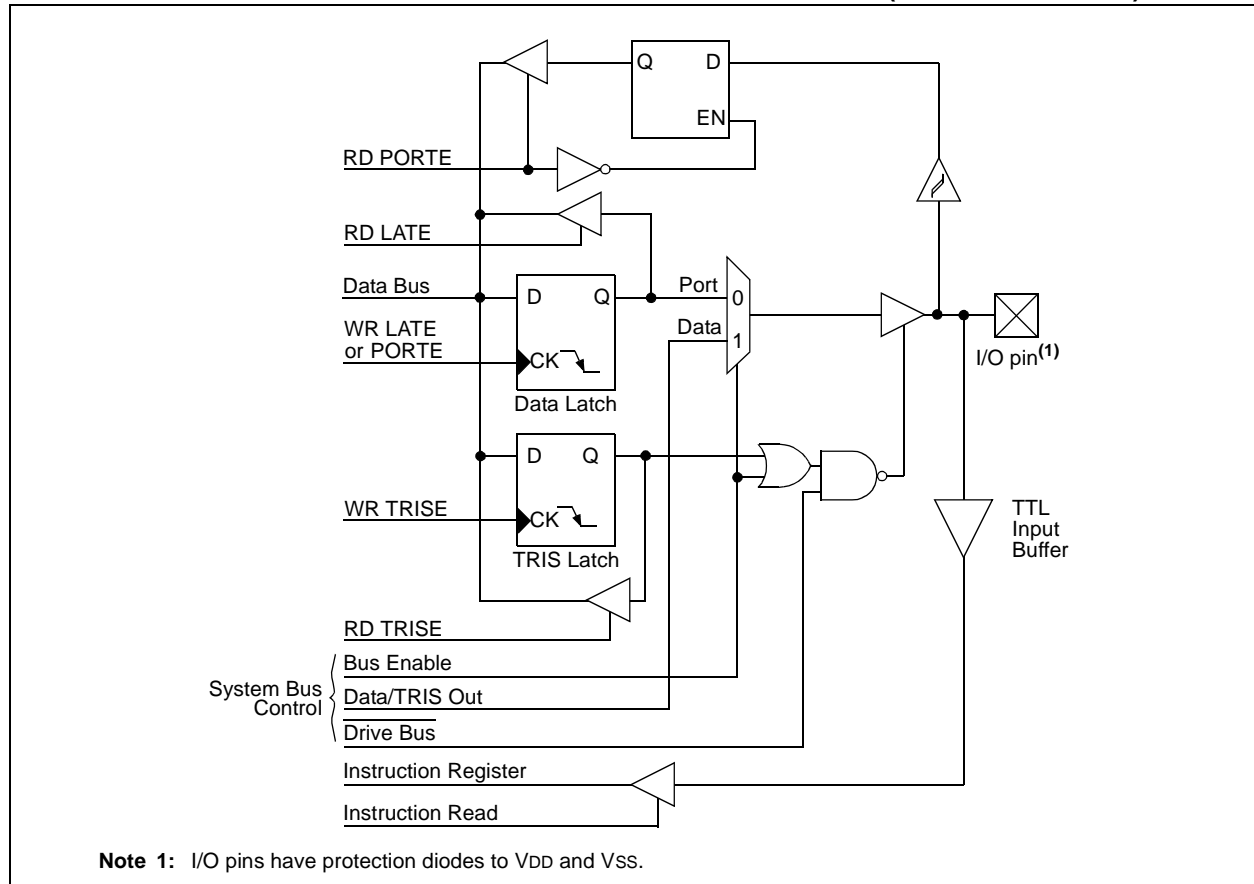 Q D
EN
RD PORTE
RD LATE
Data Bus
D Q
Port
0
Data
1
WR LATE
or PORTE
CK
Data Latch
I/O pin(1)
D Q
WR TRISE
CK
TRIS Latch
TTL
Input
Buffer
RD TRISE
System Bus
Control
Bus Enable
Data/TRIS Out
Drive Bus
Instruction Register
Instruction Read
Note 1: I/O pins have protection diodes to VDD and VSS.